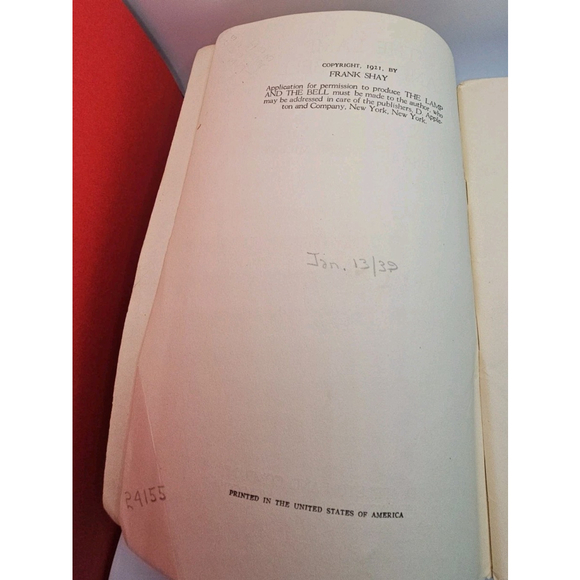 COPYRIGHT, 1921, BY
FRANK SHAY
Application for permission to produce THE LAMP
AND THE BELL must be made to the author, who
may be addressed in care of the publishers, D. Apple-
ton and Company, New York, New York.
Jan. 13/39
24155
PRINTED IN THE UNITED STATES OF AMERICA